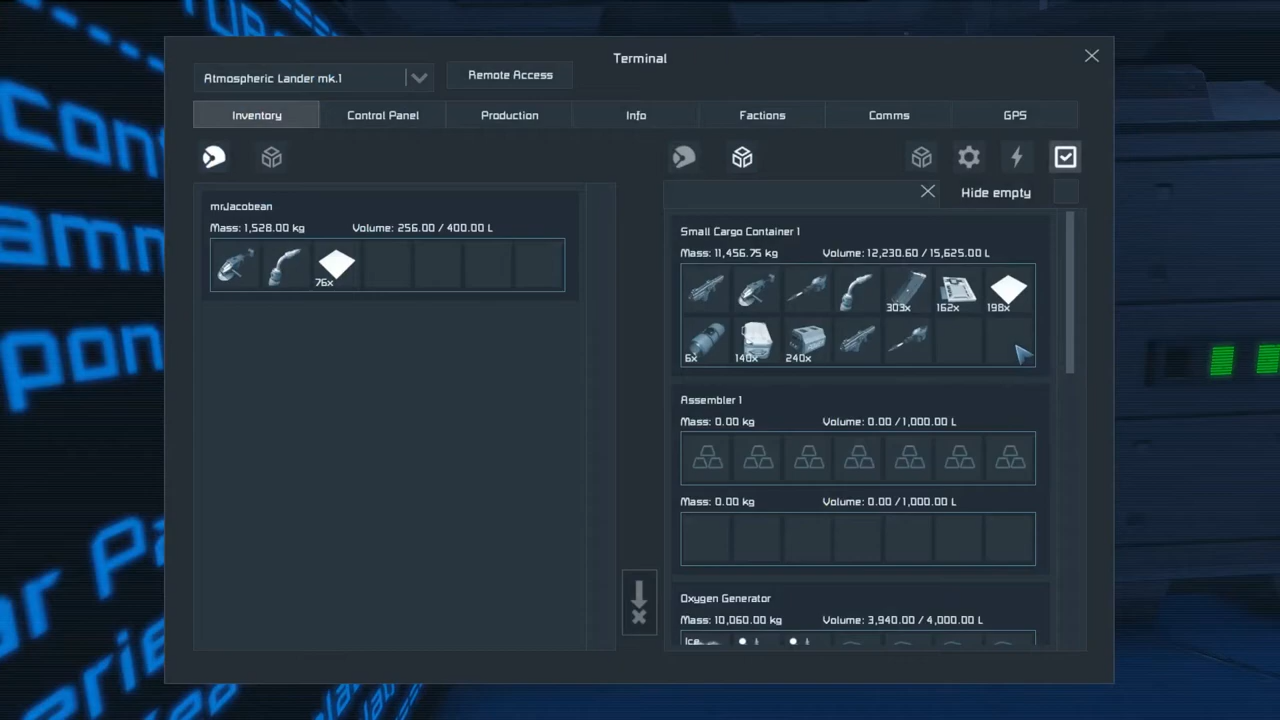 Terminal
Atmospheric Lander mk.1
Remote Access
Inventory
Control Panel
Production
Info
Factions
Comms
GPS
Hide empty
mrJacobean
Mass: 1,528.00 kg Volume: 256.00 / 400.00 L
76x
Small Cargo Container 1
Mass: 11,456.75 kg Volume: 12,230.60 / 15,625.00 L
303x 162x 198x
6x 140x 240x
Assembler 1
Mass: 0.00 kg Volume: 0.00 / 1,000.00 L
Mass: 0.00 kg Volume: 0.00 / 1,000.00 L
Oxygen Generator
Mass: 10,060.00 kg Volume: 3,940.00 / 4,000.00 L
Ice